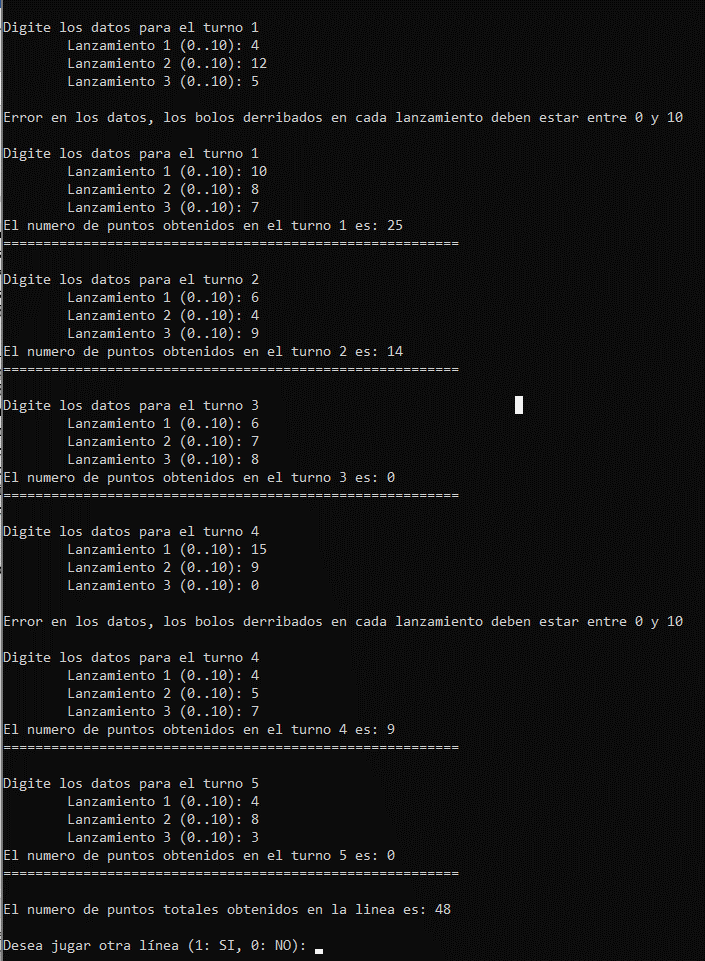 Digite los datos para el turno 1
Lanzamiento 1 (0..10): 4
Lanzamiento 2 (0..10): 12
Lanzamiento 3 (0..10): 5
Error en los datos, los bolos derribados en cada lanzamiento deben estar entre 0 y 10
Digite los datos para el turno 1
Lanzamiento 1 (0..10): 10
Lanzamiento 2 (0..10): 8
Lanzamiento 3 (0..10): 7
El numero de puntos obtenidos en el turno 1 es: 25
=========================================================
Digite los datos para el turno 2
Lanzamiento 1 (0..10): 6
Lanzamiento 2 (0..10): 4
Lanzamiento 3 (0..10): 9
El numero de puntos obtenidos en el turno 2 es: 14
=========================================================
Digite los datos para el turno 3
Lanzamiento 1 (0..10): 6
Lanzamiento 2 (0..10): 7
Lanzamiento 3 (0..10): 8
El numero de puntos obtenidos en el turno 3 es: 0
=========================================================
Digite los datos para el turno 4
Lanzamiento 1 (0..10): 15
Lanzamiento 2 (0..10): 9
Lanzamiento 3 (0..10): 0
Error en los datos, los bolos derribados en cada lanzamiento deben estar entre 0 y 10
Digite los datos para el turno 4
Lanzamiento 1 (0..10): 4
Lanzamiento 2 (0..10): 5
Lanzamiento 3 (0..10): 7
El numero de puntos obtenidos en el turno 4 es: 9
=========================================================
Digite los datos para el turno 5
Lanzamiento 1 (0..10): 4
Lanzamiento 2 (0..10): 8
Lanzamiento 3 (0..10): 3
El numero de puntos obtenidos en el turno 5 es: 0
=========================================================
El numero de puntos totales obtenidos en la linea es: 48
Desea jugar otra línea (1: SI, 0: NO):